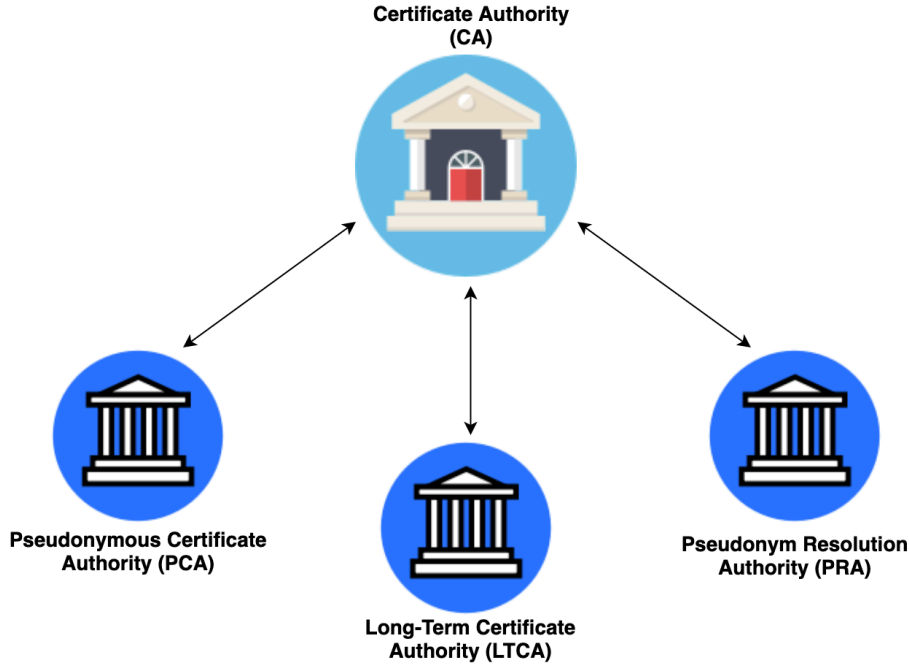 Certificate Authority
(CA)
Pseudonymous Certificate
Authority (PCA)
Long-Term Certificate
Authority (LTCA)
Pseudonym Resolution
Authority (PRA)